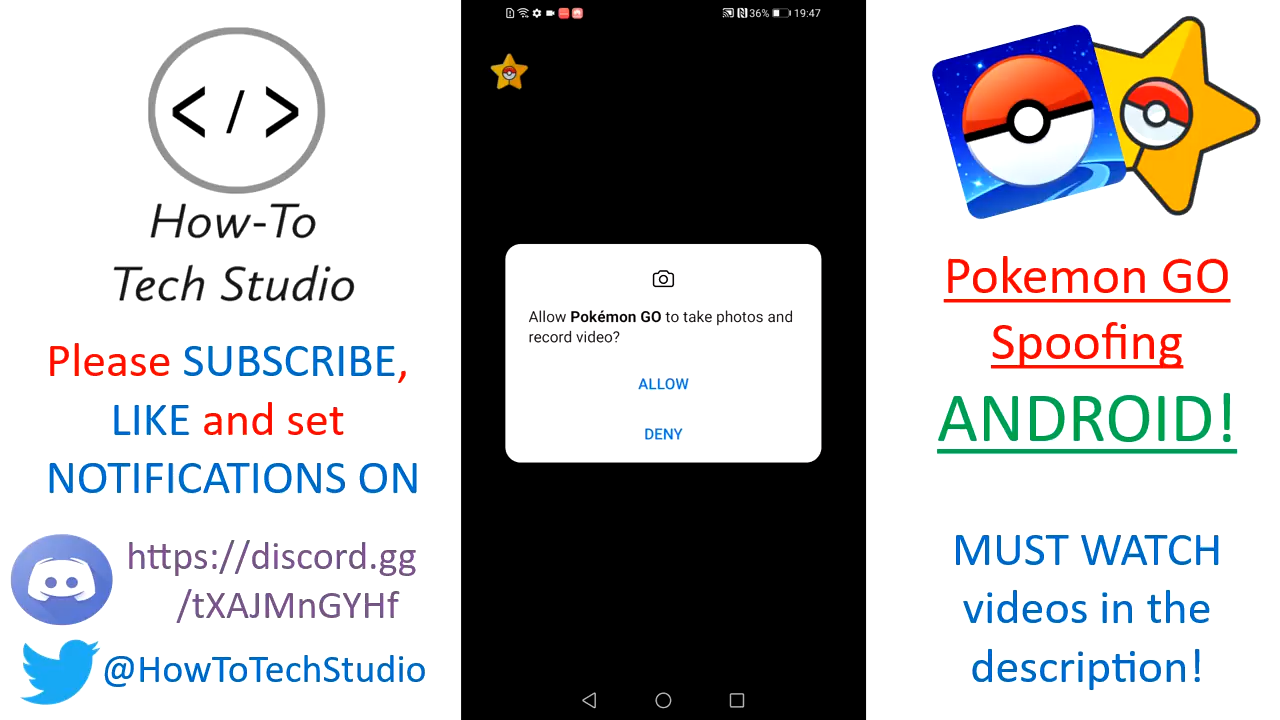 How-To
Tech Studio
Please SUBSCRIBE,
LIKE and set
NOTIFICATIONS ON
https://discord.gg
/tXAJMnGYHf
@HowToTechStudio
36% 19:47
Allow Pokémon GO to take photos and
record video?
ALLOW
DENY
Pokemon GO
Spoofing
ANDROID!
MUST WATCH
videos in the
description!